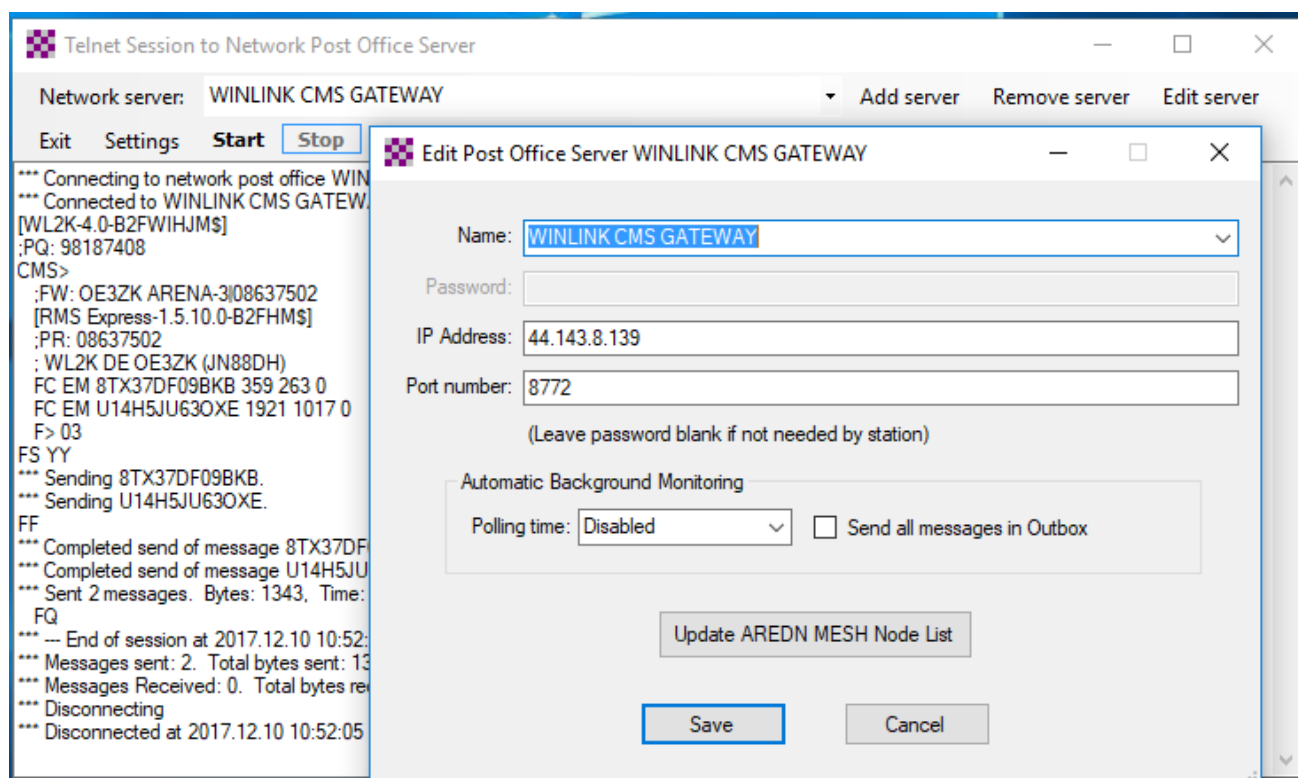 Telnet Session to Network Post Office Server
Network server: WINLINK CMS GATEWAY Add server Remove server Edit server
Exit Settings Start Stop
*** Connecting to network post office WIN
*** Connected to WINLINK CMS GATEWA
[WL2K-4.0-B2FWIHJM$]
;PQ: 98187408
CMS>
;FW: OE3ZK ARENA-3|08637502
[RMS Express-1.5.10.0-B2FHM$]
;PR: 08637502
; WL2K DE OE3ZK (JN88DH)
FC EM 8TX37DF09BKB 359 263 0
FC EM U14H5JU63OXE 1921 1017 0
F> 03
FS YY
*** Sending 8TX37DF09BKB.
*** Sending U14H5JU63OXE.
FF
*** Completed send of message 8TX37DF
*** Completed send of message U14H5JU
*** Sent 2 messages. Bytes: 1343, Time:
FQ
*** --- End of session at 2017.12.10 10:52:
*** Messages sent: 2. Total bytes sent: 13
*** Messages Received: 0. Total bytes re
*** Disconnecting
*** Disconnected at 2017.12.10 10:52:05
Edit Post Office Server WINLINK CMS GATEWAY
Name: WINLINK CMS GATEWAY
Password:
IP Address: 44.143.8.139
Port number: 8772
(Leave password blank if not needed by station)
Automatic Background Monitoring
Polling time: Disabled Send all messages in Outbox
Update AREDN MESH Node List
Save Cancel